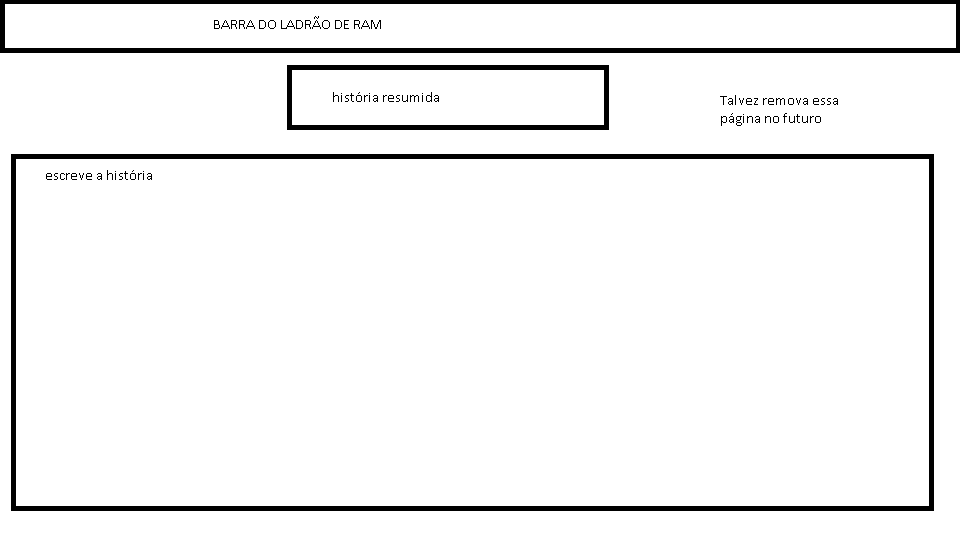 BARRA DO LADRÃO DE RAM
história resumida
Talvez remova essa
página no futuro
escreve a história